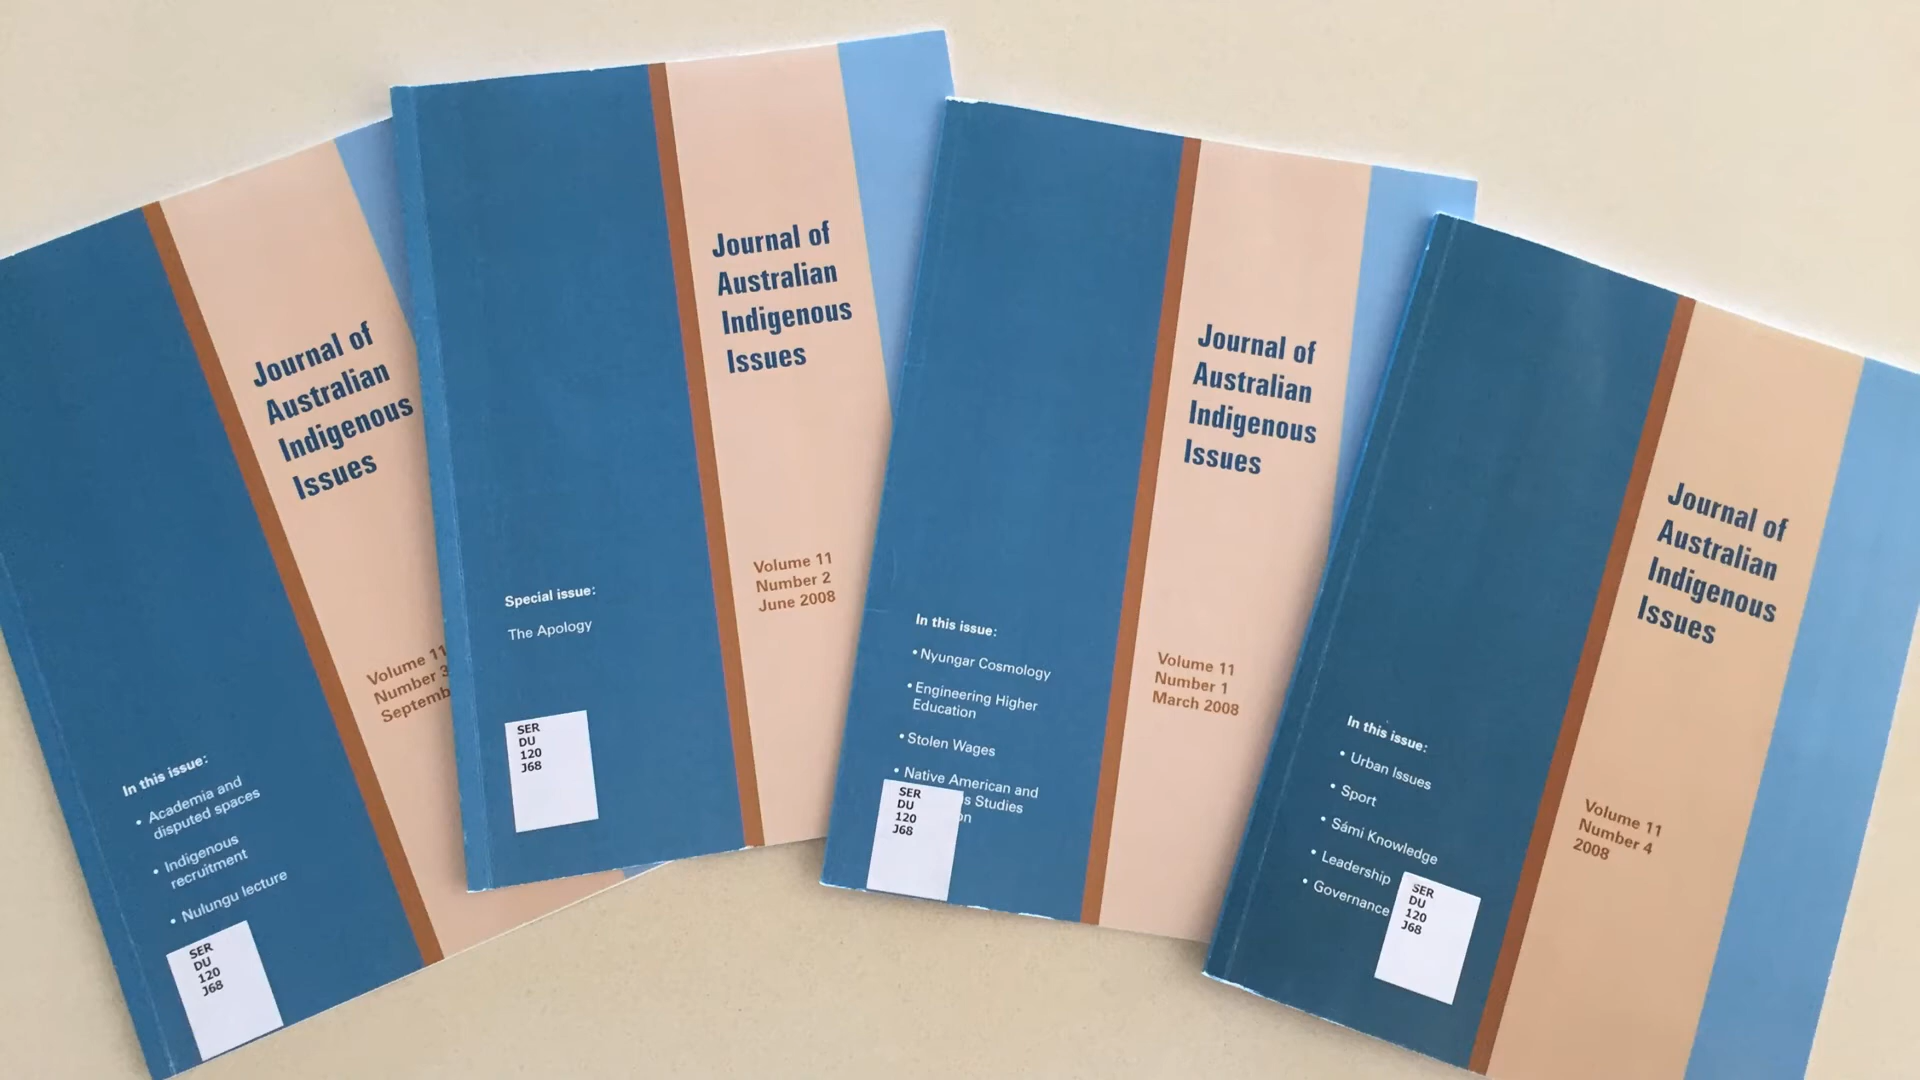 Journal of
Australian
Indigenous
Issues
Volume 11
Number 3
In this issue:
• Academia and
disputed spaces
• Indigenous
recruitment
• Nulungu lecture
SER
DU
120
J68
Journal of
Australian
Indigenous
Issues
Volume 11
Number 2
June 2008
Special issue:
The Apology
SER
DU
120
J68
Journal of
Australian
Indigenous
Issues
Volume 11
Number 1
March 2008
In this issue:
• Nyungar Cosmology
• Engineering Higher
Education
• Stolen Wages
• Native American and
Studies
SER
DU
120
J68
Journal of
Australian
Indigenous
Issues
Volume 11
Number 4
2008
In this issue:
• Urban Issues
• Sport
• Sámi Knowledge
• Leadership
• Governance
SER
DU
120
J68